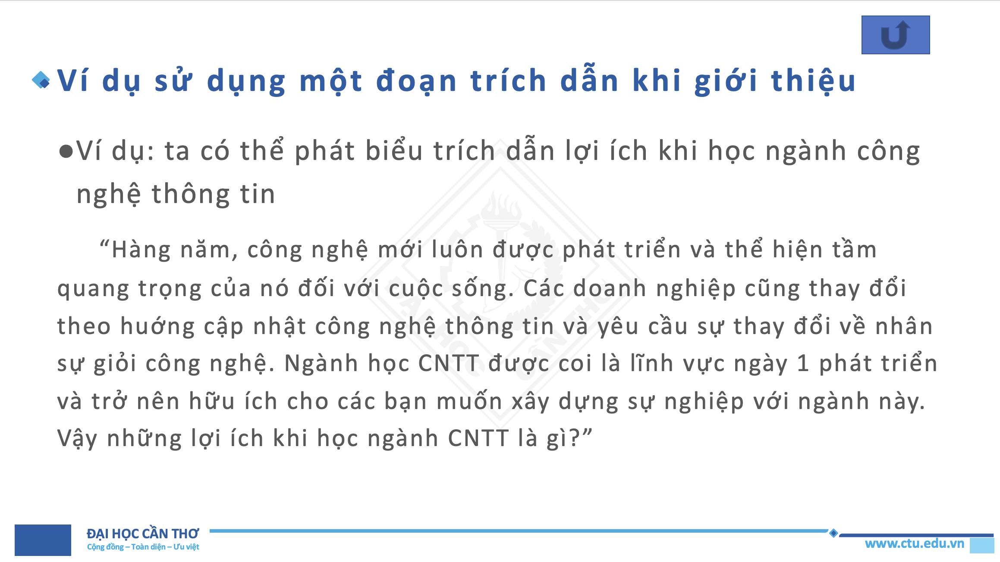 Ví dụ sử dụng một đoạn trích dẫn khi giới thiệu
●Ví dụ: ta có thể phát biểu trích dẫn lợi ích khi học ngành công
nghệ thông tin
“Hàng năm, công nghệ mới luôn được phát triển và thể hiện tầm
quang trọng của nó đối với cuộc sống. Các doanh nghiệp cũng thay đổi
theo huớng cập nhật công nghệ thông tin và yêu cầu sự thay đổi về nhân
sự giỏi công nghệ. Ngành học CNTT được coi là lĩnh vực ngày 1 phát triển
và trở nên hữu ích cho các bạn muốn xây dựng sự nghiệp với ngành này.
Vậy những lợi ích khi học ngành CNTT là gì?”
ĐẠI HỌC CẦN THƠ
ĐẠI HỌC CẦN THƠ
Cộng đồng – Toàn diện – Ưu việt
www.ctu.edu.vn